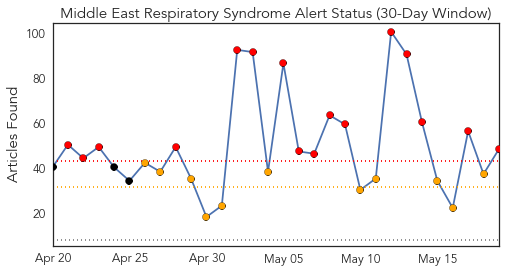 Middle East Respiratory Syndrome Alert Status (30-Day Window)
Articles Found
100
80
60
40
20
Apr 20
Apr 25
Apr 30
May 05
May 10
May 15